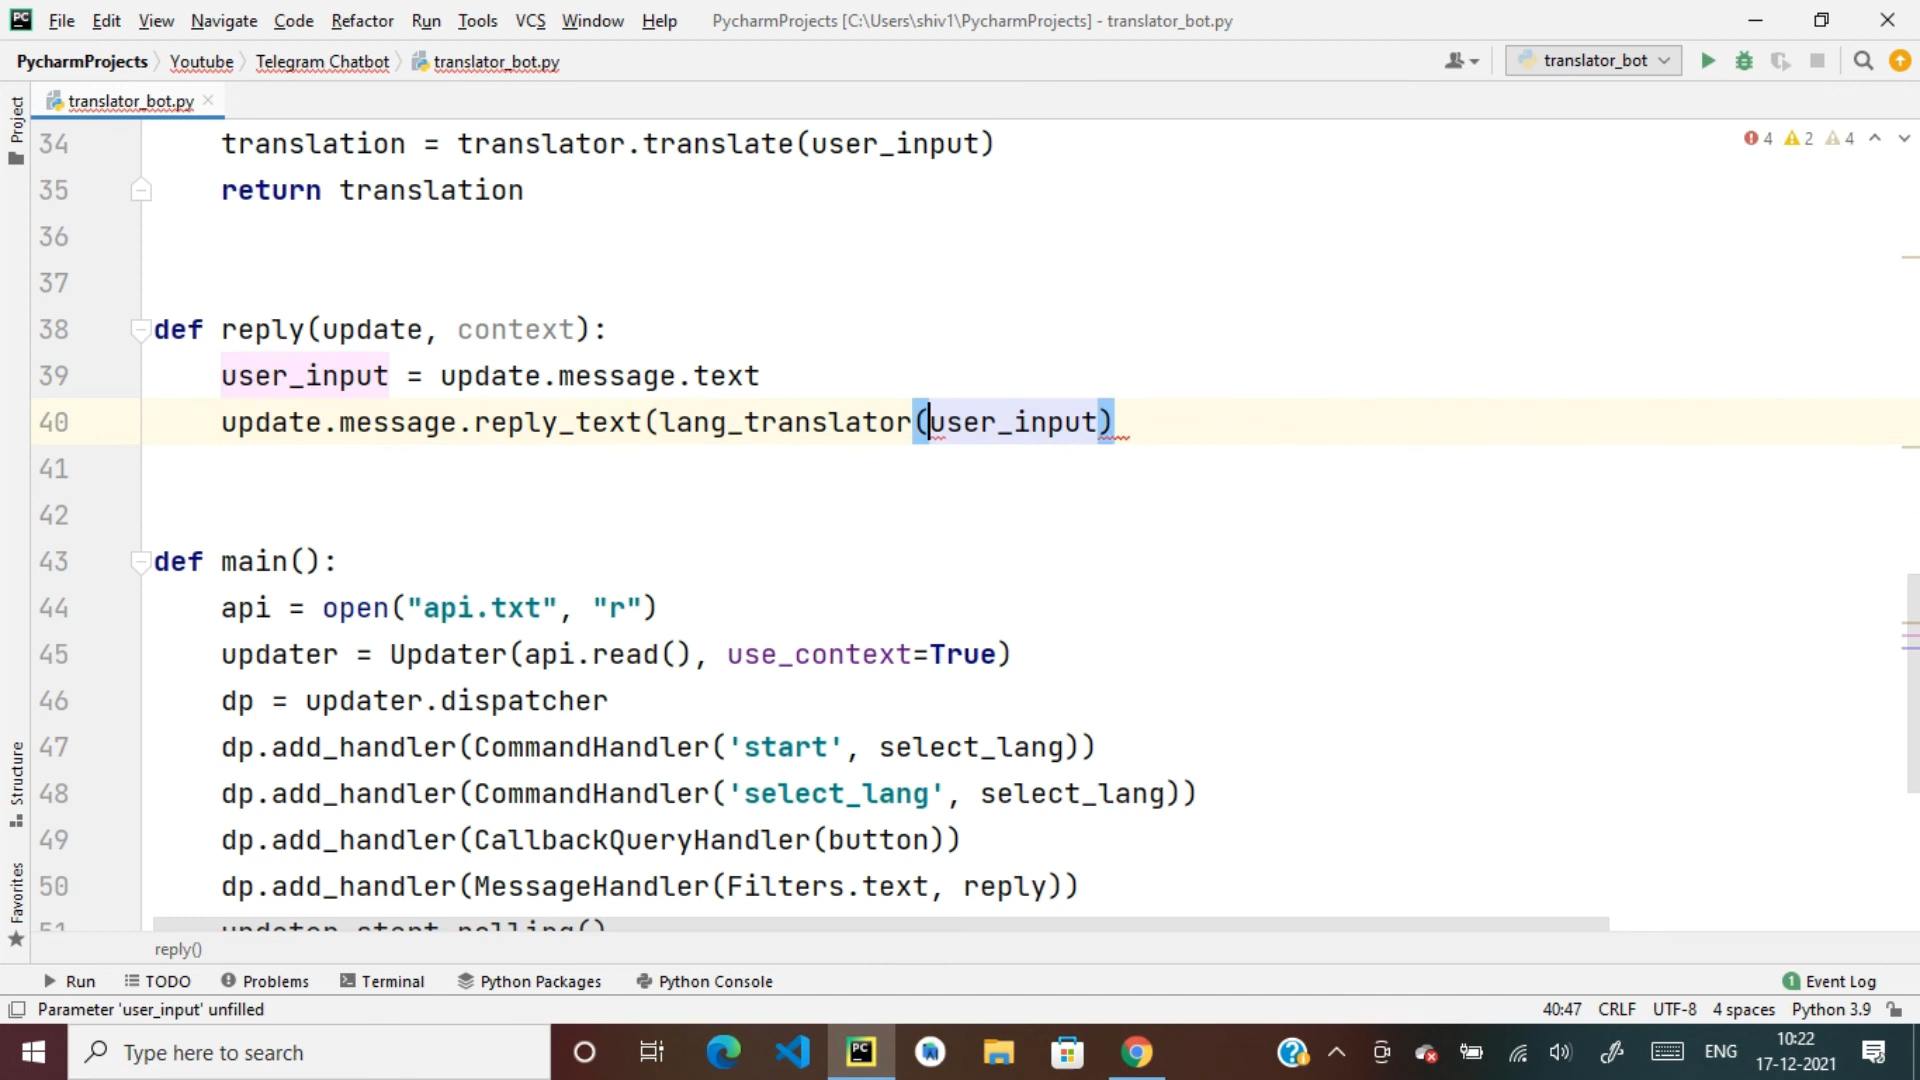 File Edit View Navigate Code Refactor Run Tools VCS Window Help PycharmProjects [C:\Users\shiv1\PycharmProjects] - translator_bot.py
PycharmProjects Youtube Telegram Chatbot translator_bot.py translator_bot
translator_bot.py
Project
4 2 4
34 translation = translator.translate(user_input)
35 return translation
36
37
38 def reply(update, context):
39 user_input = update.message.text
40 update.message.reply_text(lang_translator(user_input)
41
42
43 def main():
44 api = open("api.txt", "r")
45 updater = Updater(api.read(), use_context=True)
46 dp = updater.dispatcher
47 dp.add_handler(CommandHandler('start', select_lang))
48 dp.add_handler(CommandHandler('select_lang', select_lang))
49 dp.add_handler(CallbackQueryHandler(button))
50 dp.add_handler(MessageHandler(Filters.text, reply))
51 updater.start_polling()
Structure
Favorites
reply()
Run TODO Problems Terminal Python Packages Python Console 1 Event Log
Parameter 'user_input' unfilled 40:47 CRLF UTF-8 4 spaces Python 3.9
Type here to search PC ENG 10:22
17-12-2021